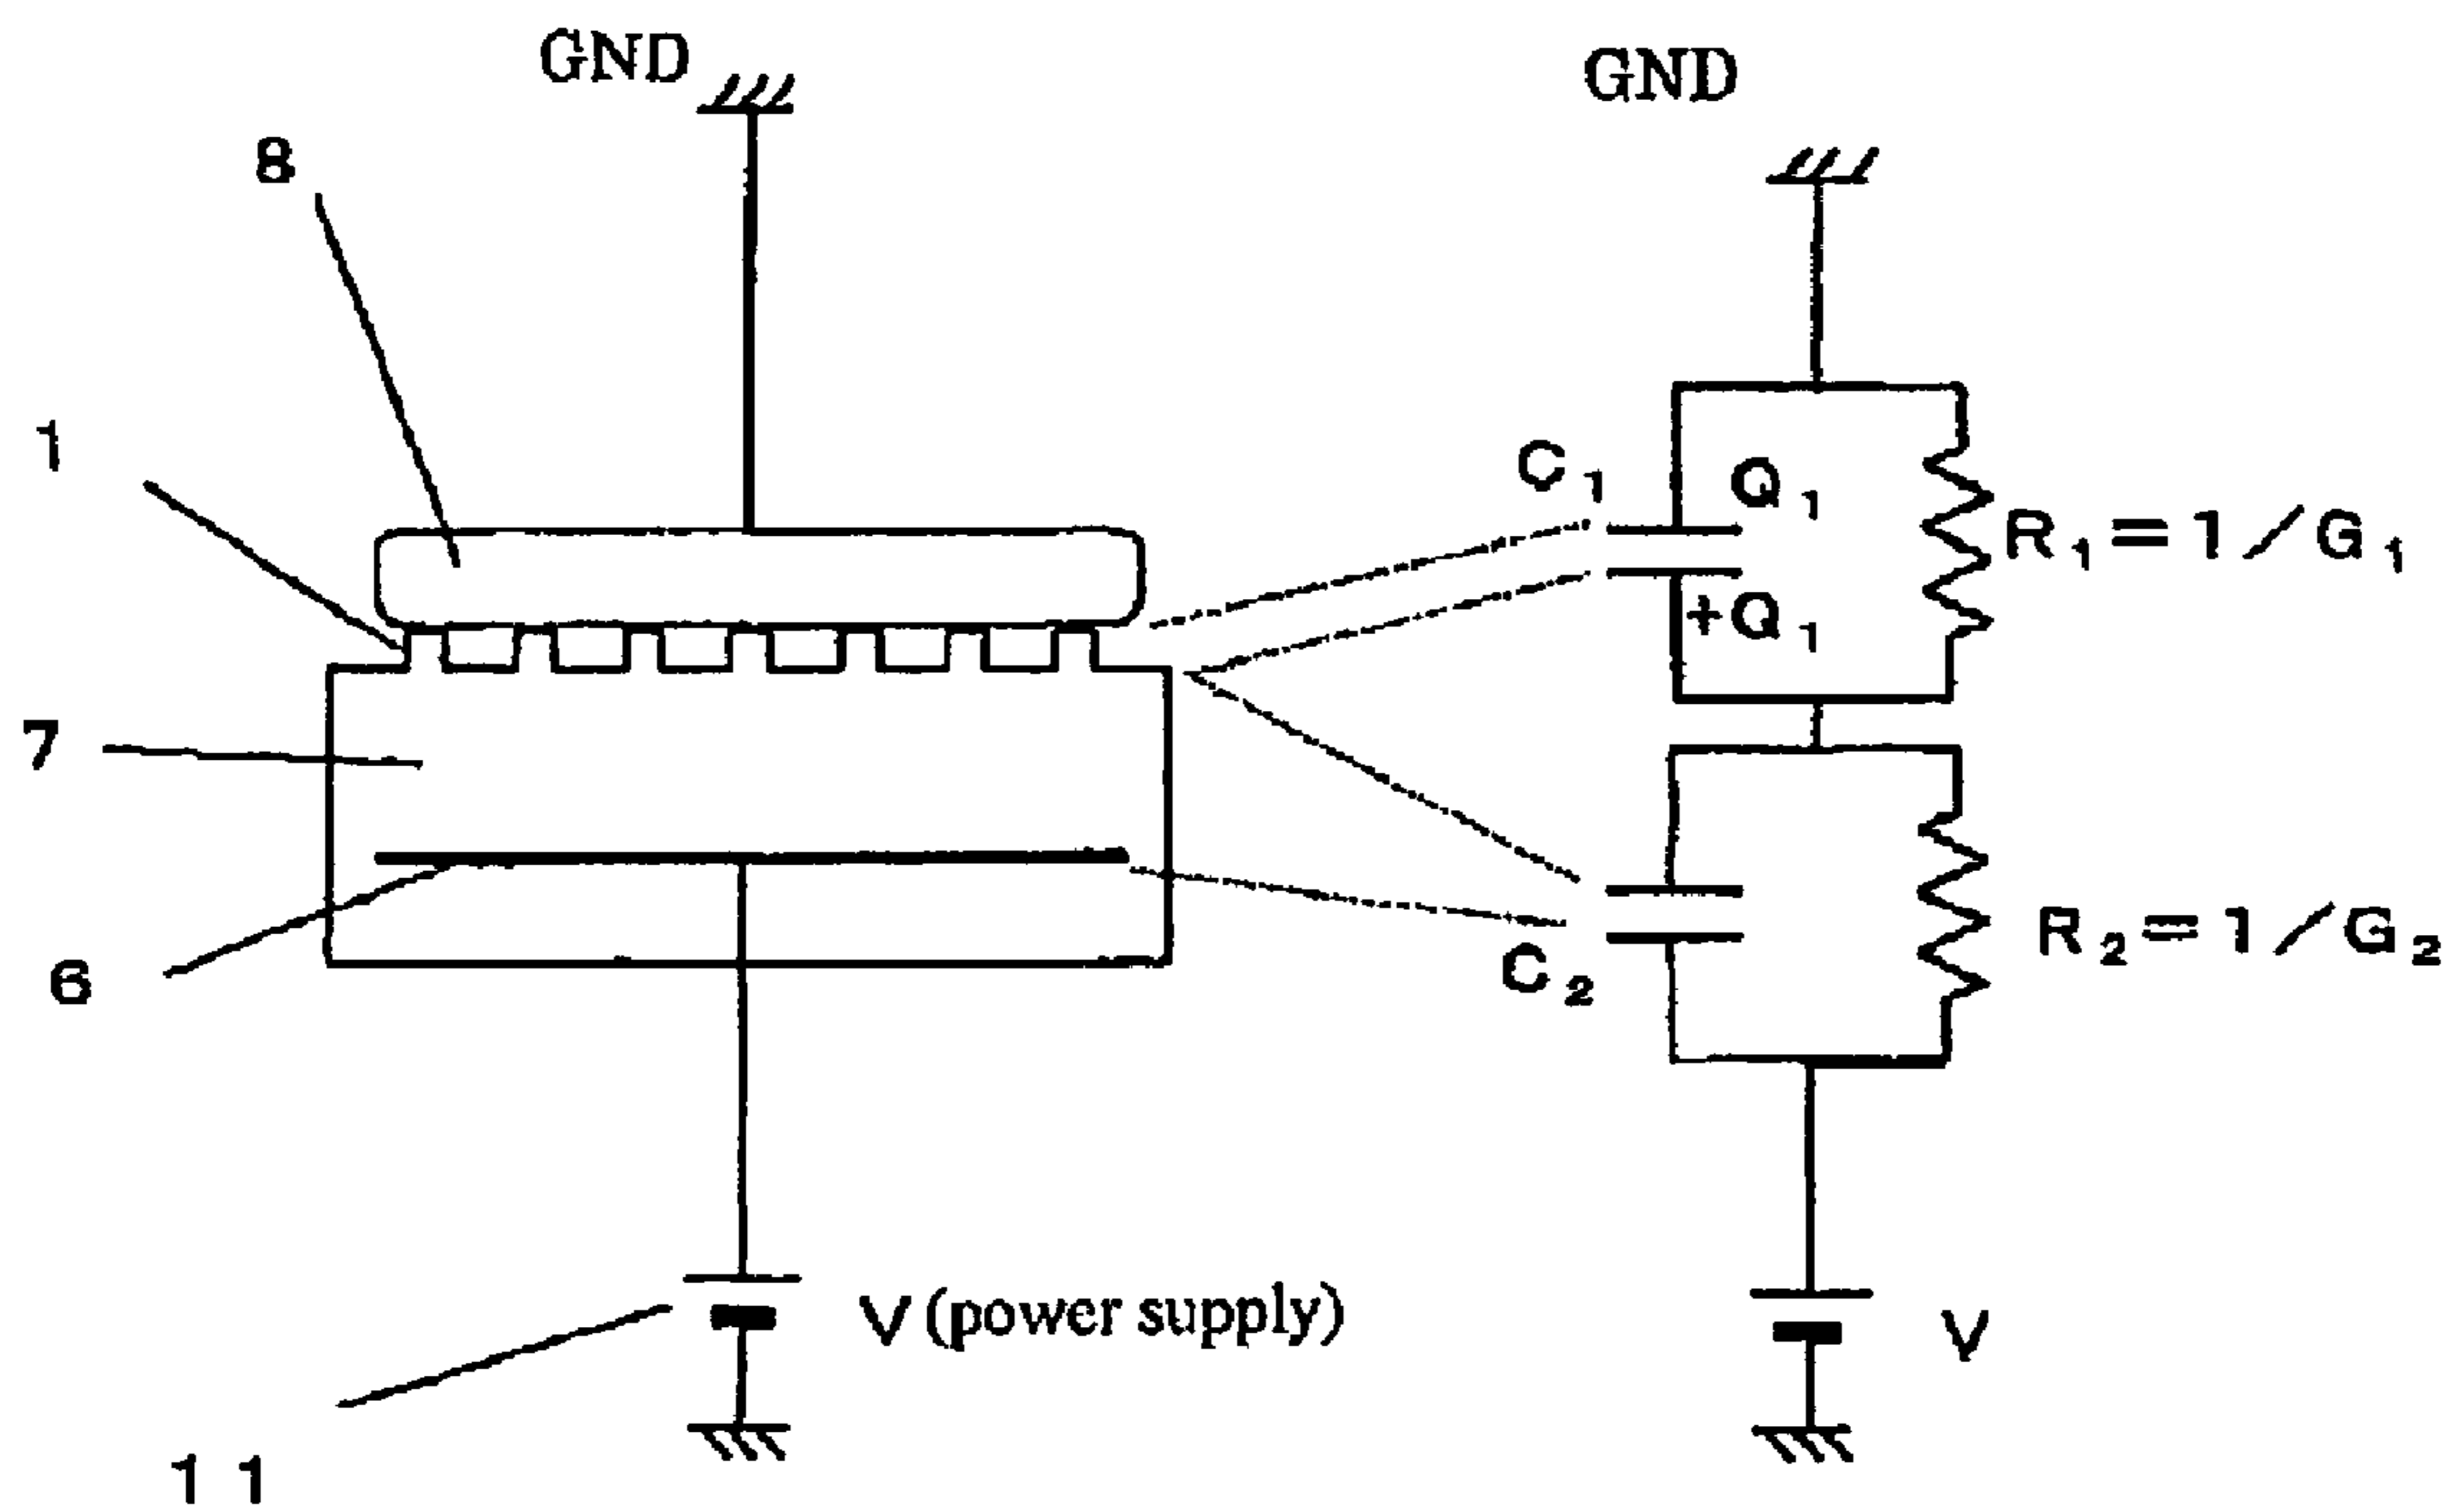 GND
GND
8
1
C₁
Q₁
R₁=1/G₁
+Q₁
7
6
C₂
R₂=1/G₂
V (power supply)
V
11